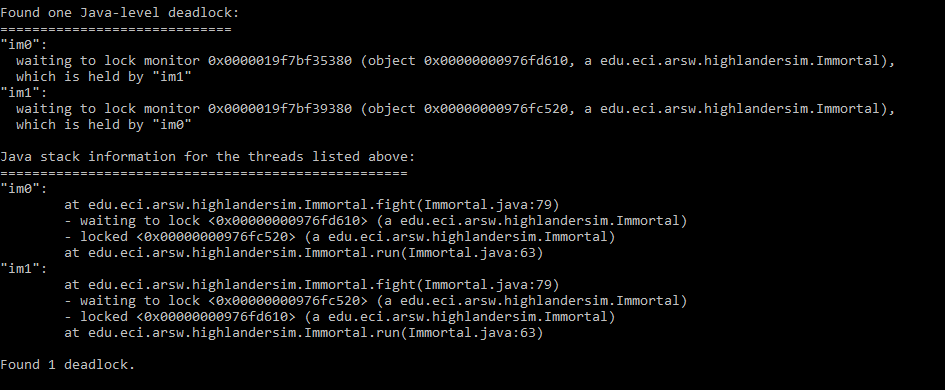 Found one Java-level deadlock:
=============================
"im0":
  waiting to lock monitor 0x0000019f7bf35380 (object 0x00000000976fd610, a edu.eci.arsw.highlandersim.Immortal),
  which is held by "im1"
"im1":
  waiting to lock monitor 0x0000019f7bf39380 (object 0x00000000976fc520, a edu.eci.arsw.highlandersim.Immortal),
  which is held by "im0"

Java stack information for the threads listed above:
===================================================
"im0":
        at edu.eci.arsw.highlandersim.Immortal.fight(Immortal.java:79)
        - waiting to lock <0x00000000976fd610> (a edu.eci.arsw.highlandersim.Immortal)
        - locked <0x00000000976fc520> (a edu.eci.arsw.highlandersim.Immortal)
        at edu.eci.arsw.highlandersim.Immortal.run(Immortal.java:63)
"im1":
        at edu.eci.arsw.highlandersim.Immortal.fight(Immortal.java:79)
        - waiting to lock <0x00000000976fc520> (a edu.eci.arsw.highlandersim.Immortal)
        - locked <0x00000000976fd610> (a edu.eci.arsw.highlandersim.Immortal)
        at edu.eci.arsw.highlandersim.Immortal.run(Immortal.java:63)

Found 1 deadlock.